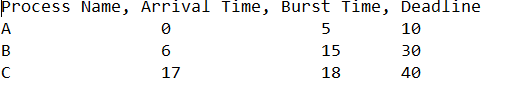 Process Name, Arrival Time, Burst Time, Deadline
A 0 5 10
B 6 15 30
C 17 18 40